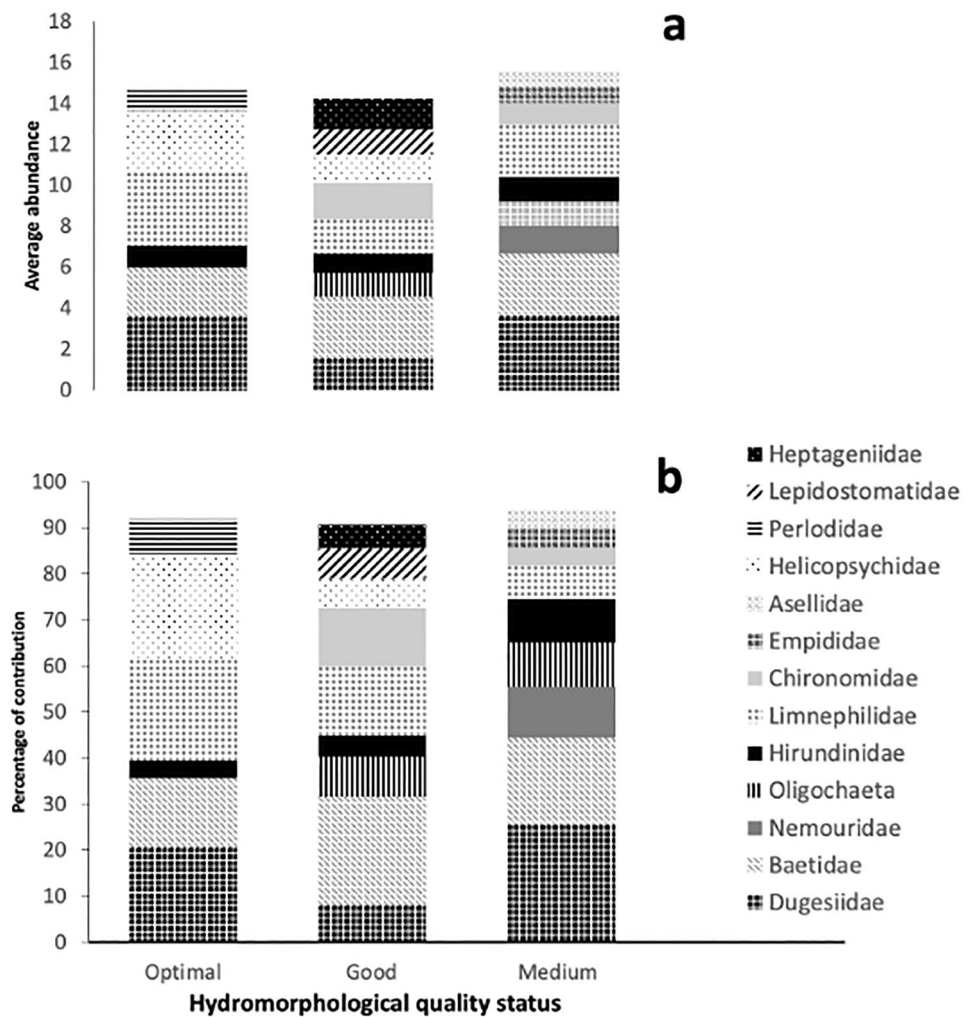 a
18
16
14
12
10
8
6
4
2
0
Average abundance
b
100
90
80
70
60
50
40
30
20
10
0
Percentage of contribution
Optimal Good Medium
Hydromorphological quality status
Heptageniidae
Lepidostomatidae
Perlodidae
Helicopsychidae
Asellidae
Empididae
Chironomidae
Limnephilidae
Hirundinidae
Oligochaeta
Nemouridae
Baetidae
Dugesiidae